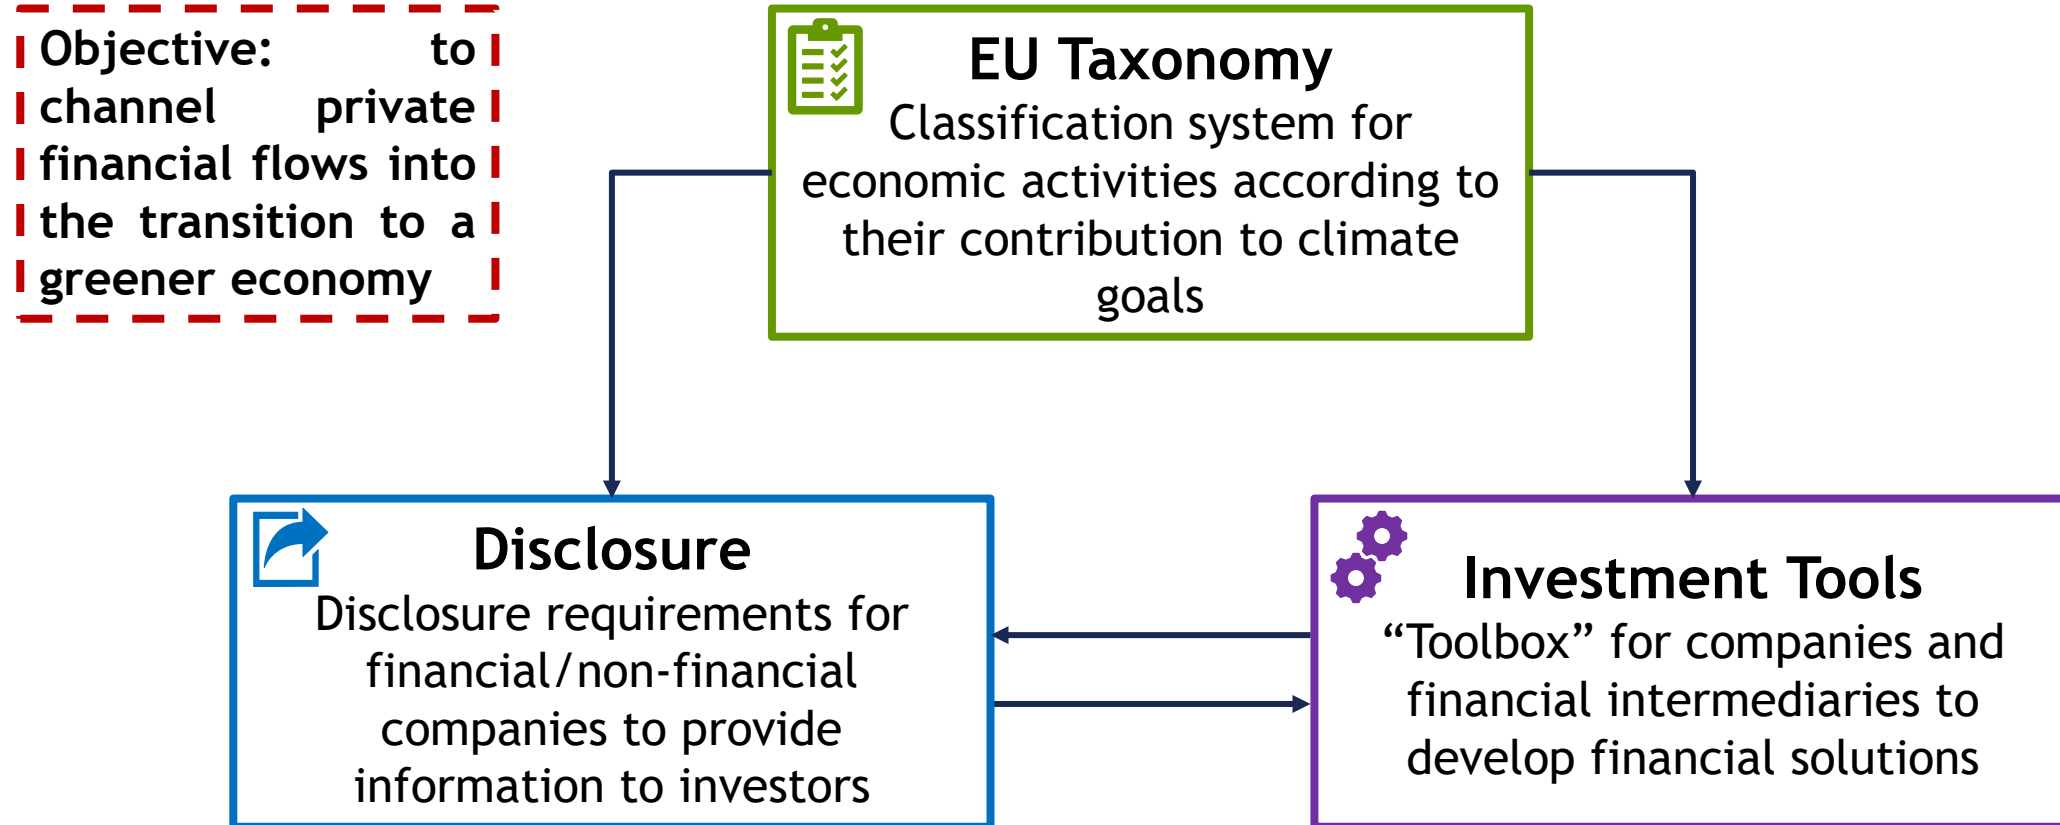 Objective: to
channel private
financial flows into
the transition to a
greener economy
EU Taxonomy
Classification system for
economic activities according to
their contribution to climate
goals
Disclosure
Disclosure requirements for
financial/non-financial
companies to provide
information to investors
Investment Tools
“Toolbox” for companies and
financial intermediaries to
develop financial solutions